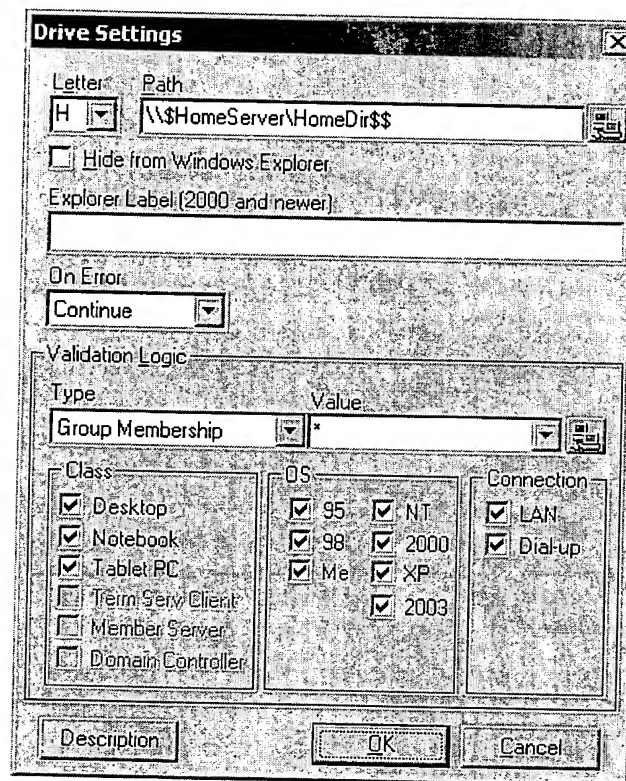 Drive Settings
Letter Path
H \\$HomeServer\HomeDir$$
Hide from Windows Explorer
Explorer Label (2000 and newer)
On Error
Continue
Validation Logic
Type Value
Group Membership *
Class OS Connection
Desktop 95 NT LAN
Notebook 98 2000 Dial-up
Tablet PC Me XP
Term Serv Client 2003
Member Server
Domain Controller
Description OK Cancel